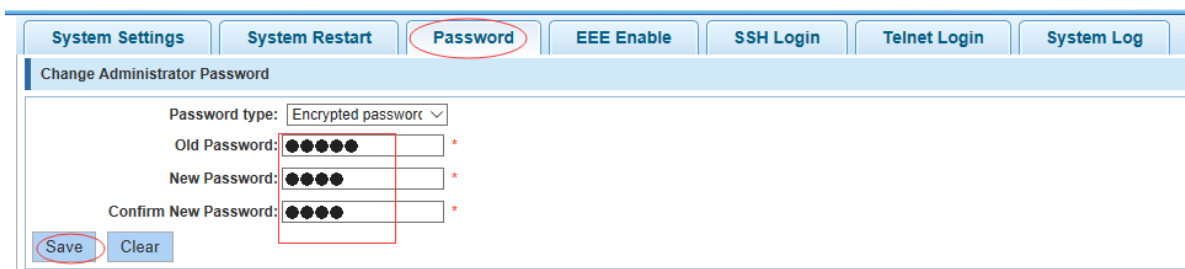 System Settings System Restart Password EEE Enable SSH Login Telnet Login System Log
Change Administrator Password
Password type: Encrypted passworc
Old Password: ●●●●● *
New Password: ●●●● *
Confirm New Password: ●●●● *
Save Clear